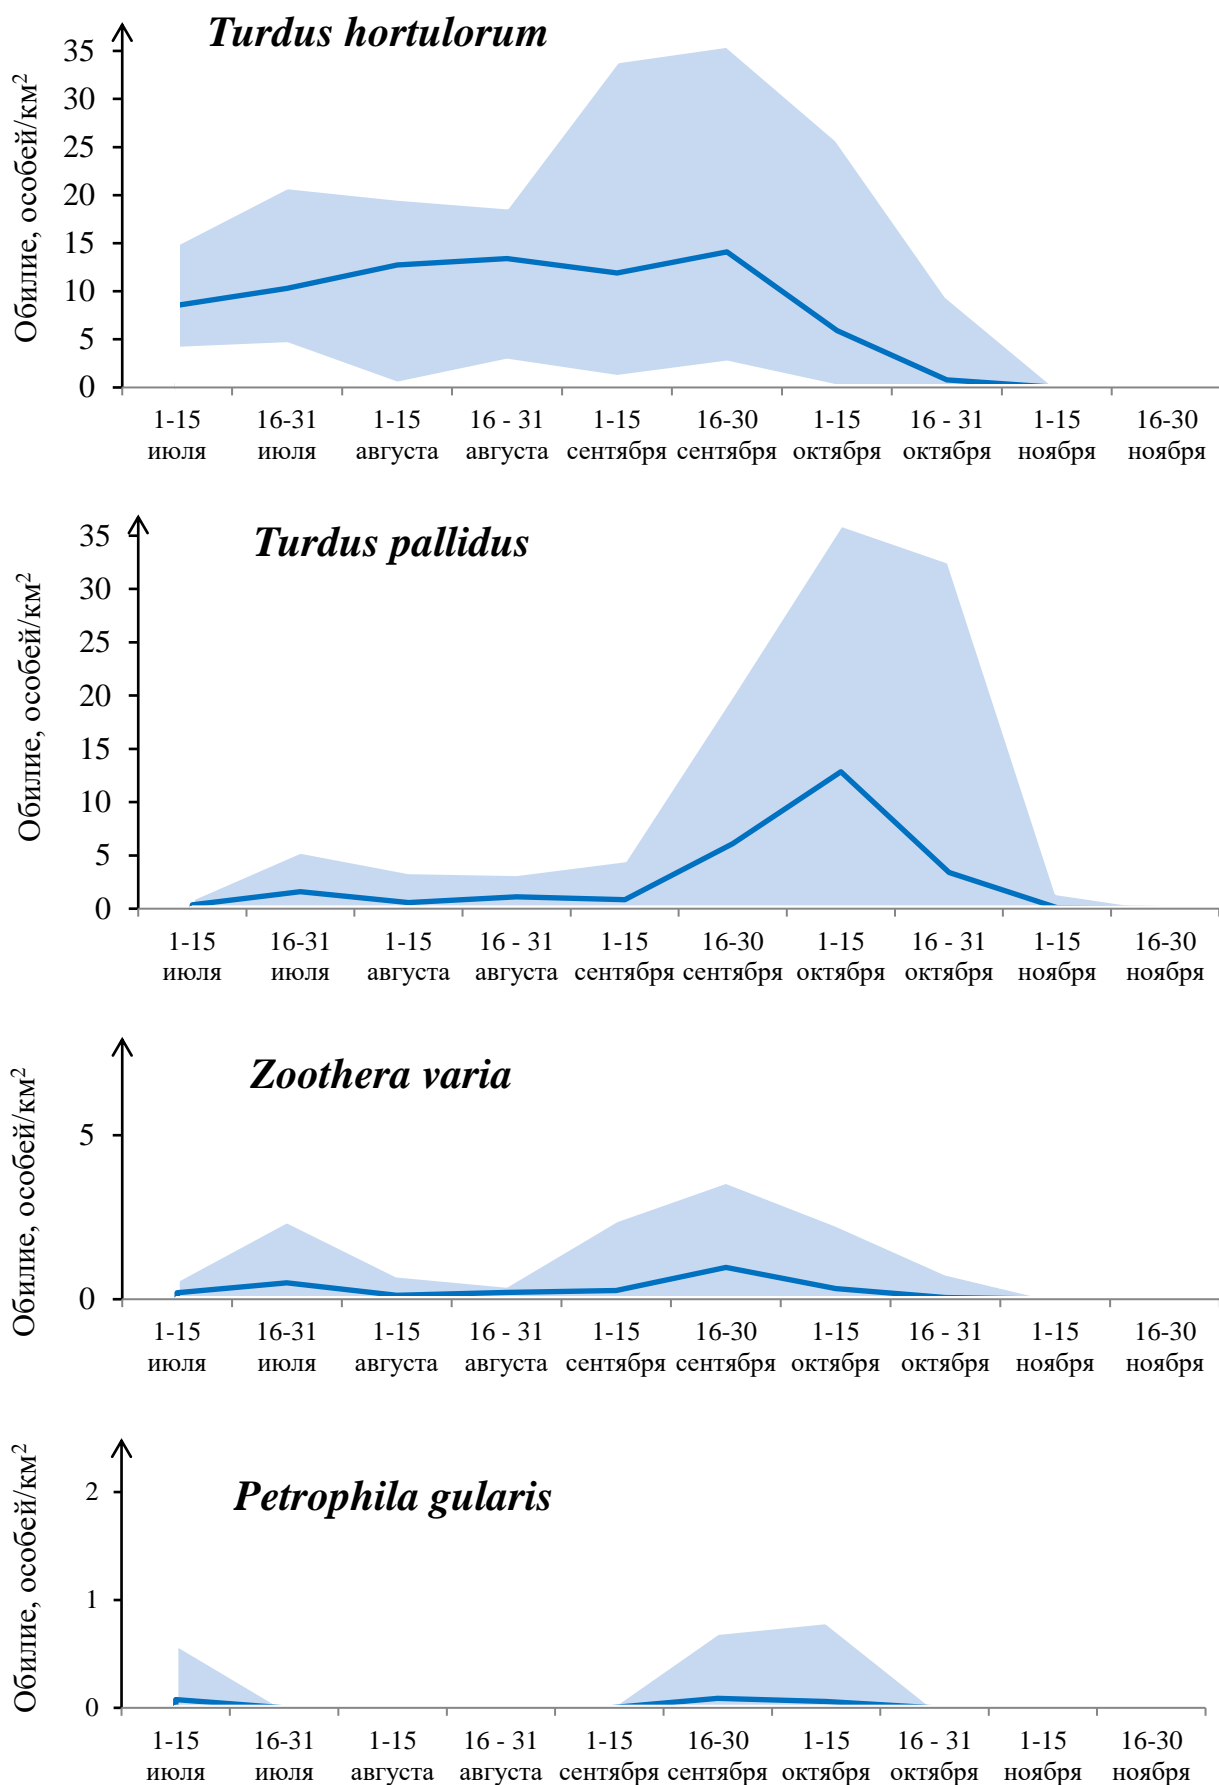 Turdus hortulorum
Обилие, особей/км²
35
30
25
20
15
10
5
0
1-15 16-31 1-15 16 - 31 1-15 16-30 1-15 16 - 31 1-15 16-30
июля июля августа августа сентября сентября октября октября ноября ноября
Turdus pallidus
Обилие, особей/км²
35
30
25
20
15
10
5
0
1-15 16-31 1-15 16 - 31 1-15 16-30 1-15 16 - 31 1-15 16-30
июля июля августа августа сентября сентября октября октября ноября ноября
Zoothera varia
Обилие, особей/км²
5
0
1-15 16-31 1-15 16 - 31 1-15 16-30 1-15 16 - 31 1-15 16-30
июля июля августа августа сентября сентября октября октября ноября ноября
Petrophila gularis
Обилие, особей/км²
2
1
0
1-15 16-31 1-15 16 - 31 1-15 16-30 1-15 16 - 31 1-15 16-30
июля июля августа августа сентября сентября октября октября ноября ноября